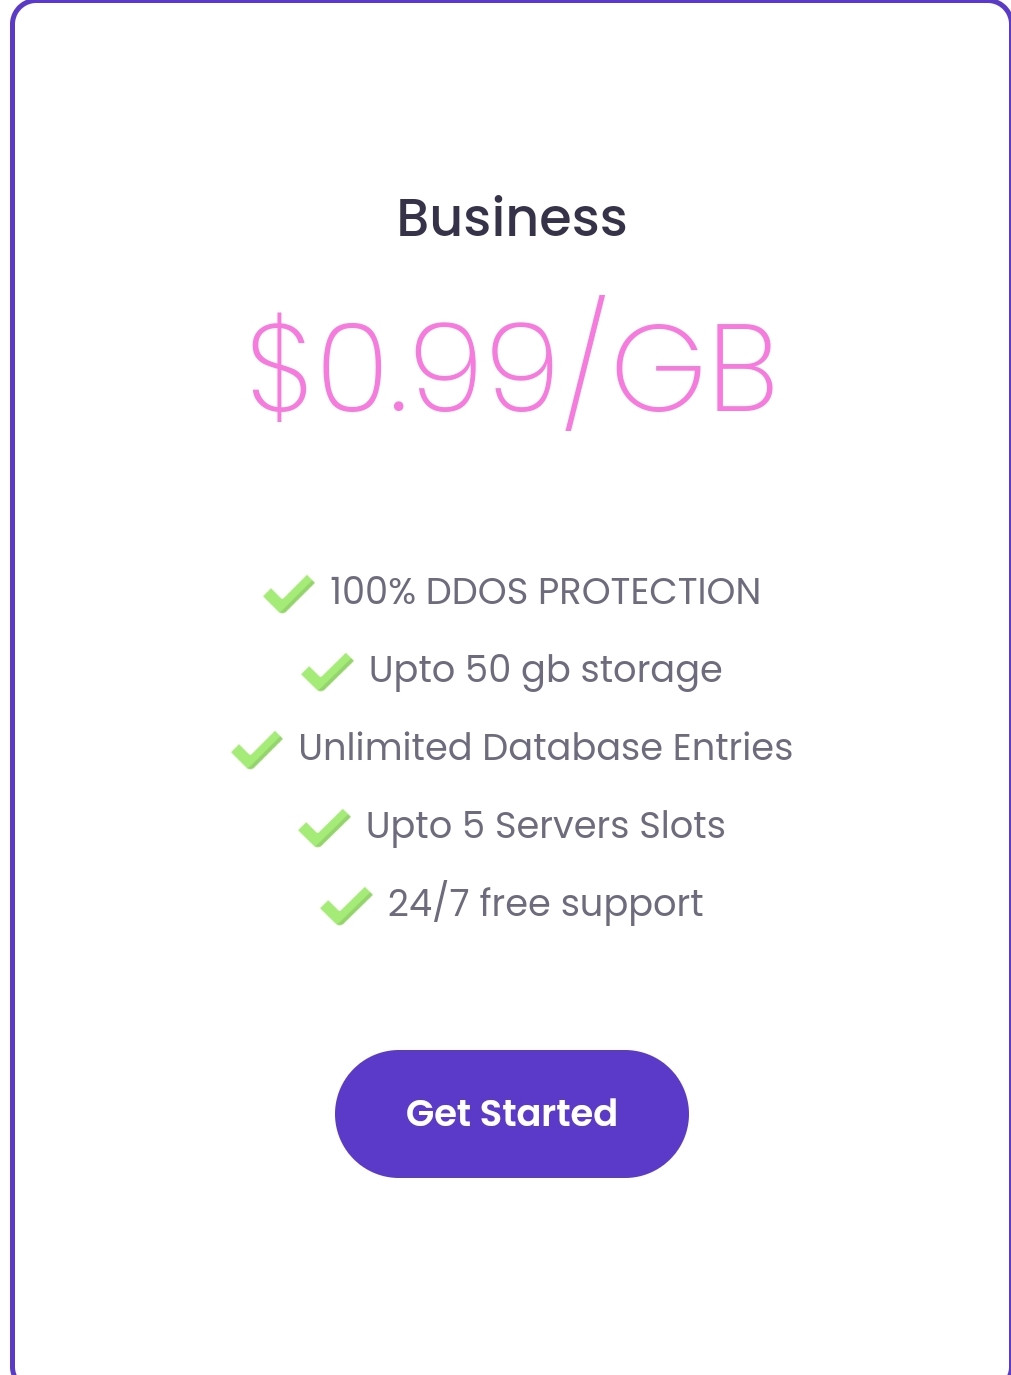 Business
$0.99/GB
100% DDOS PROTECTION
Upto 50 gb storage
Unlimited Database Entries
Upto 5 Servers Slots
24/7 free support
Get Started